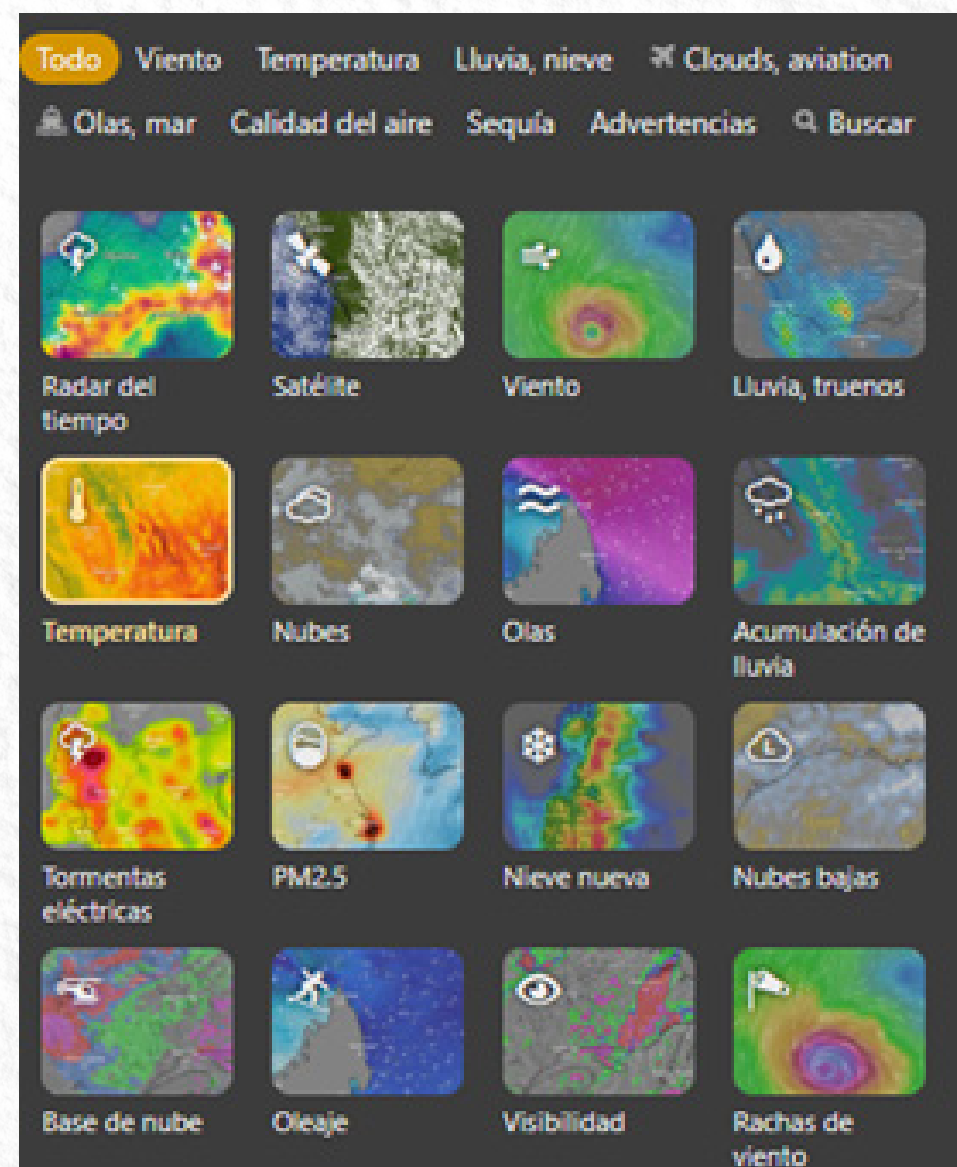 Todo Viento Temperatura Lluvia, nieve Clouds, aviation
Olas, mar Calidad del aire Sequía Advertencias Buscar
Radar del
tiempo
Satélite
Viento
Lluvia, truenos
Temperatura
Nubes
Olas
Acumulación de
lluvia
Tormentas
eléctricas
PM2.5
Nieve nueva
Nubes bajas
Base de nube
Oleaje
Visibilidad
Rachas de
viento